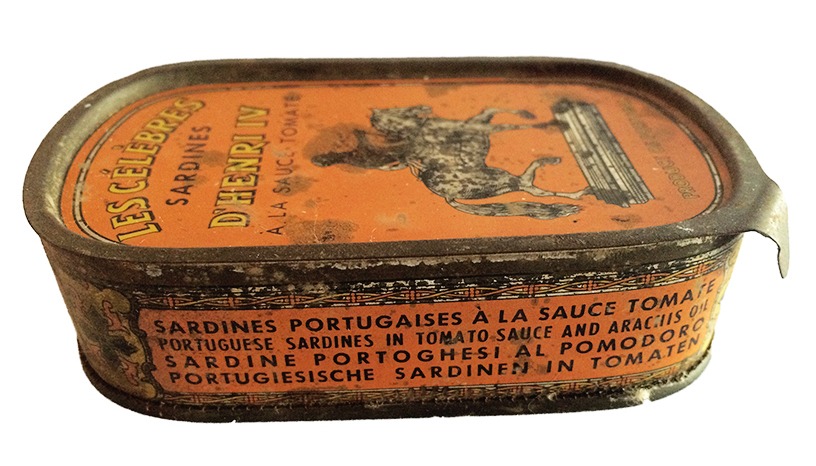 LES CÉLÈBRES
SARDINES
D'HENRI IV
À LA SAUCE TOMATE
SARDINES PORTUGAISES À LA SAUCE TOMATE
PORTUGUESE SARDINES IN TOMATO SAUCE AND ARACHIS OIL
SARDINE PORTOGHESI AL POMODORO
PORTUGIESISCHE SARDINEN IN TOMATEN